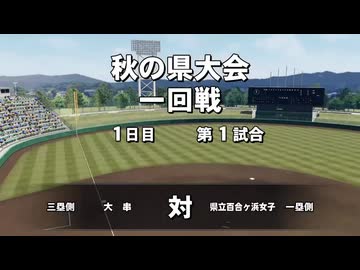 秋の県大会
一回戦
1日目 第1試合
三塁側 大串 対 県立百合ヶ浜女子 一塁側